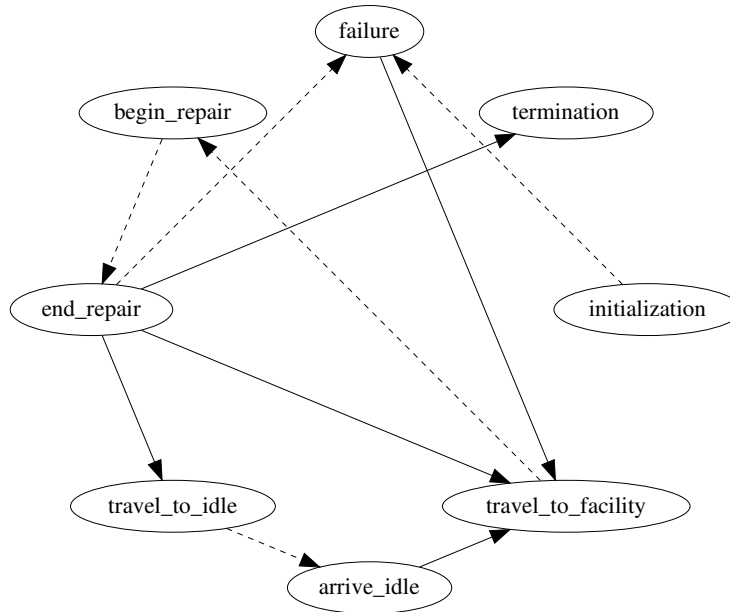 failure
begin_repair
termination
end_repair
initialization
travel_to_idle
travel_to_facility
arrive_idle